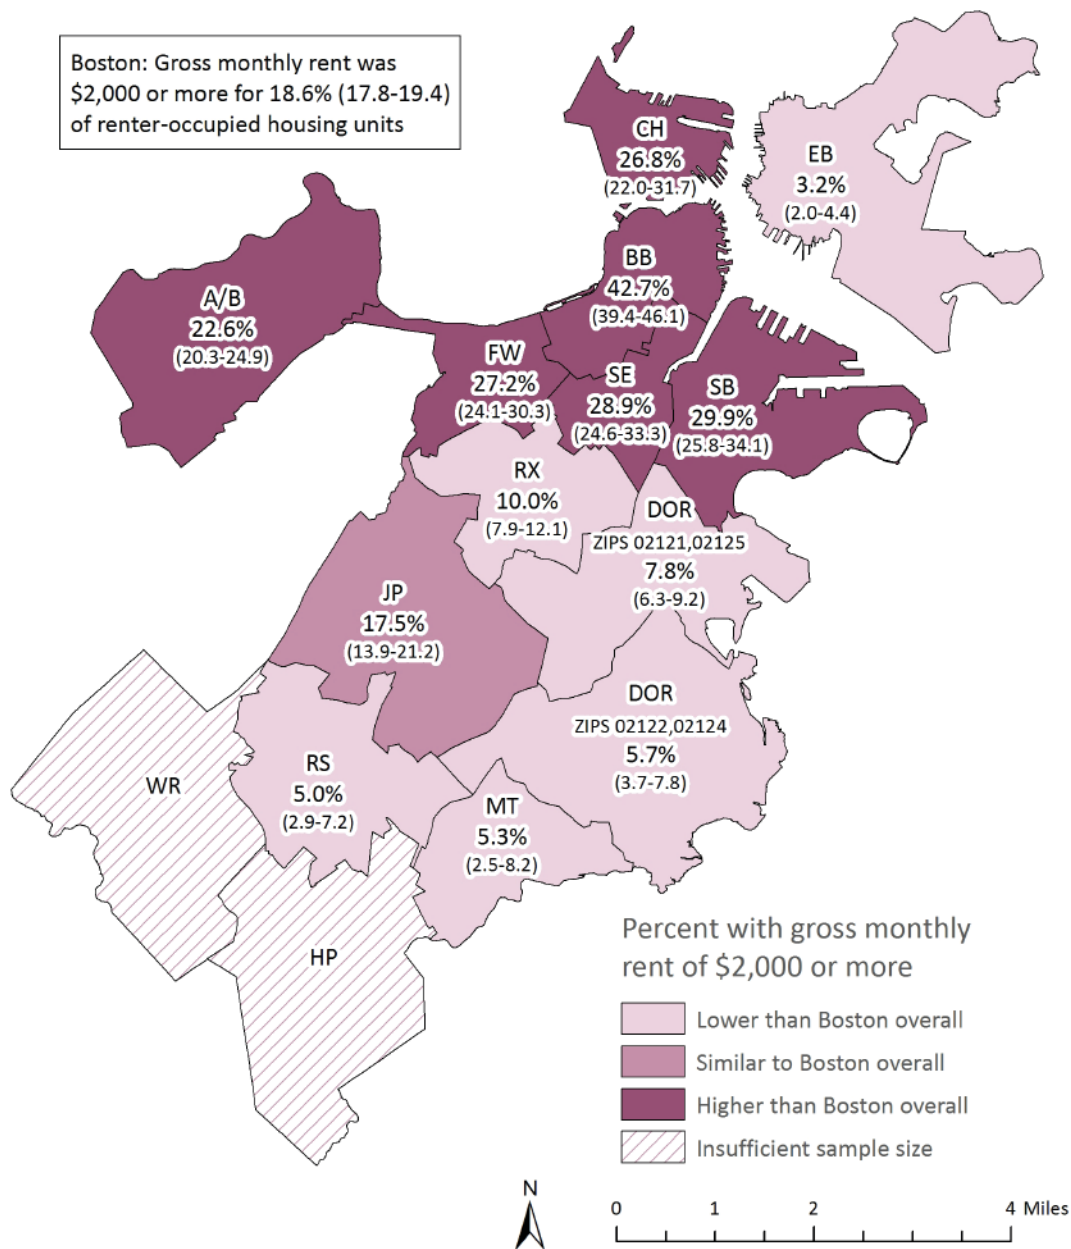 Boston: Gross monthly rent was
$2,000 or more for 18.6% (17.8-19.4)
of renter-occupied housing units
CH
26.8%
(22.0-31.7)
EB
3.2%
(2.0-4.4)
BB
42.7%
(39.4-46.1)
A/B
22.6%
(20.3-24.9)
FW
27.2%
(24.1-30.3)
SE
28.9%
(24.6-33.3)
SB
29.9%
(25.8-34.1)
RX
10.0%
(7.9-12.1)
DOR
ZIPS 02121,02125
7.8%
(6.3-9.2)
JP
17.5%
(13.9-21.2)
DOR
ZIPS 02122,02124
5.7%
(3.7-7.8)
WR
RS
5.0%
(2.9-7.2)
MT
5.3%
(2.5-8.2)
HP
Percent with gross monthly
rent of $2,000 or more
Lower than Boston overall
Similar to Boston overall
Higher than Boston overall
Insufficient sample size
N
0 1 2 4 Miles